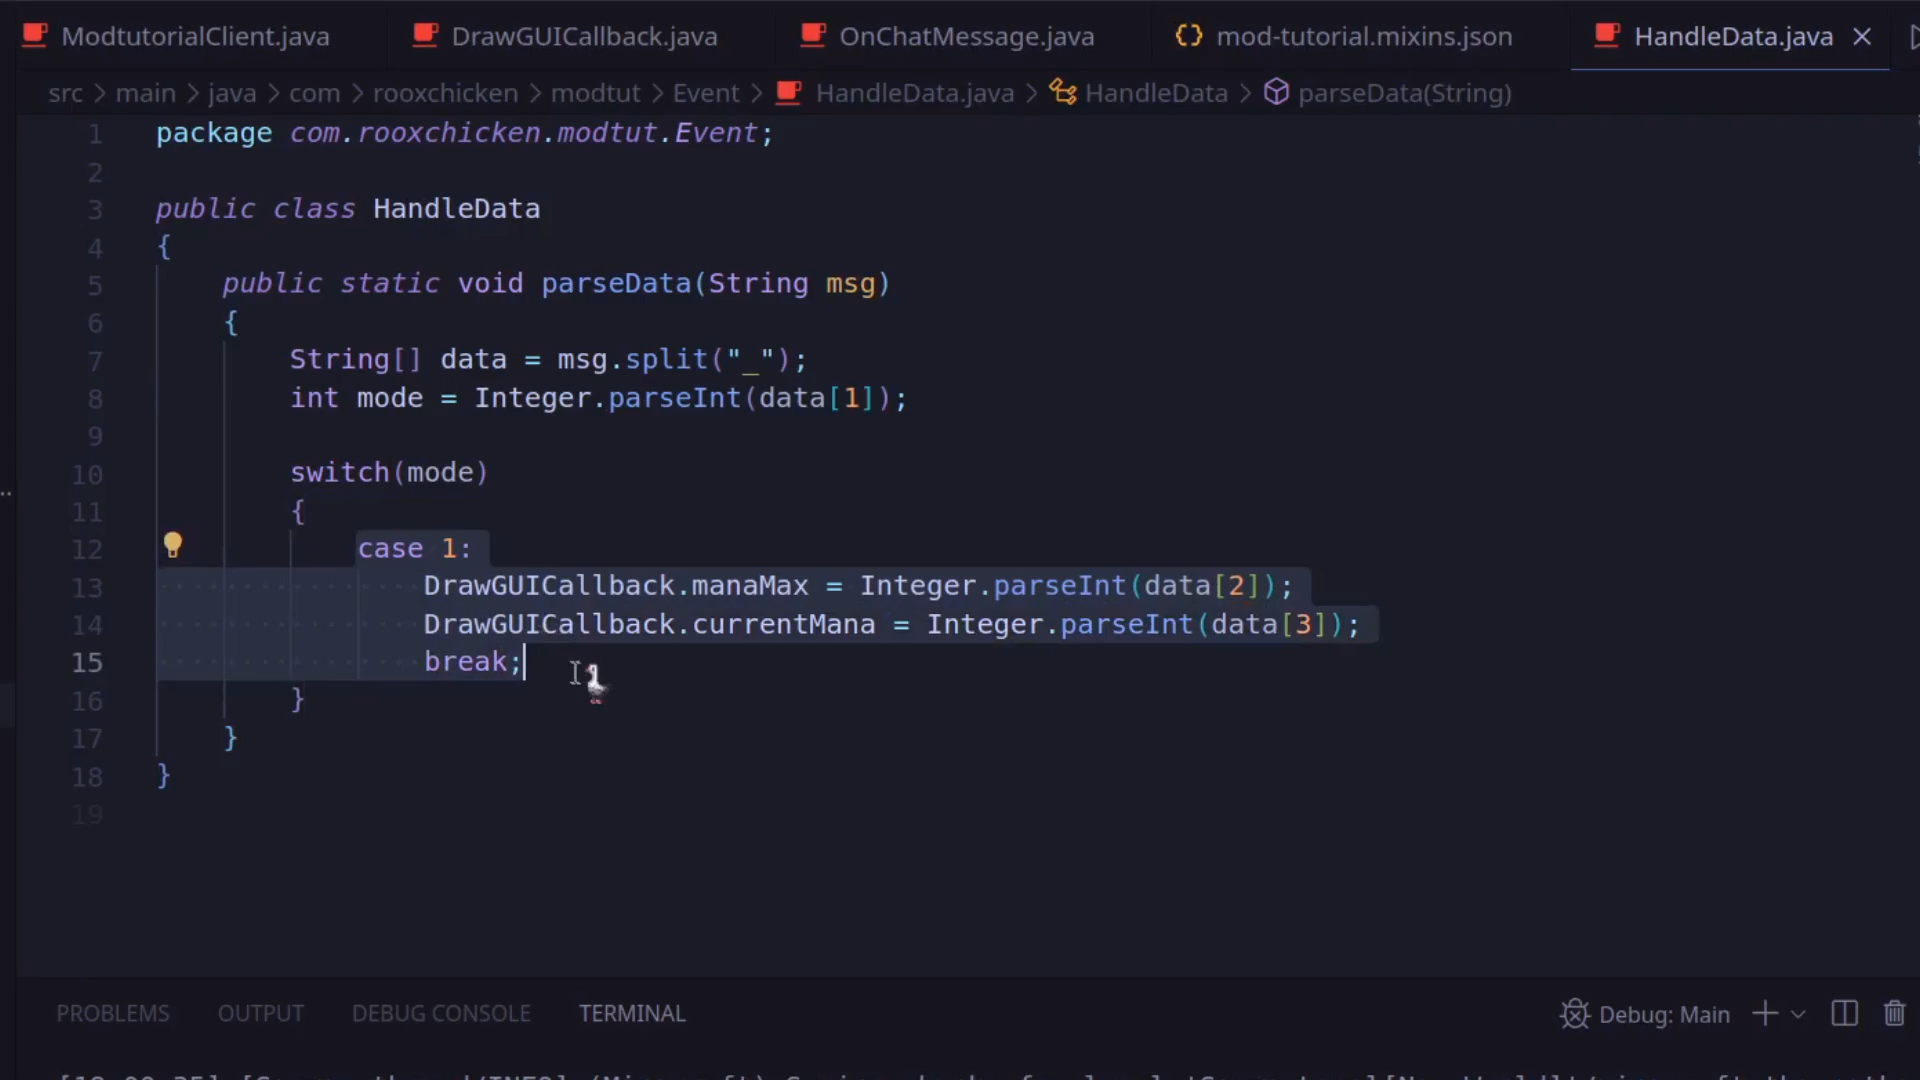 ModtutorialClient.java DrawGUICallback.java OnChatMessage.java {} mod-tutorial.mixins.json HandleData.java
src > main > java > com > rooxchicken > modtut > Event > HandleData.java > HandleData > parseData(String)
1 package com.rooxchicken.modtut.Event;
2
3 public class HandleData
4 {
5 public static void parseData(String msg)
6 {
7 String[] data = msg.split("_");
8 int mode = Integer.parseInt(data[1]);
9
10 switch(mode)
11 {
12 case 1:
13 DrawGUICallback.manaMax = Integer.parseInt(data[2]);
14 DrawGUICallback.currentMana = Integer.parseInt(data[3]);
15 break;
16 }
17 }
18 }
19
PROBLEMS OUTPUT DEBUG CONSOLE TERMINAL Debug: Main